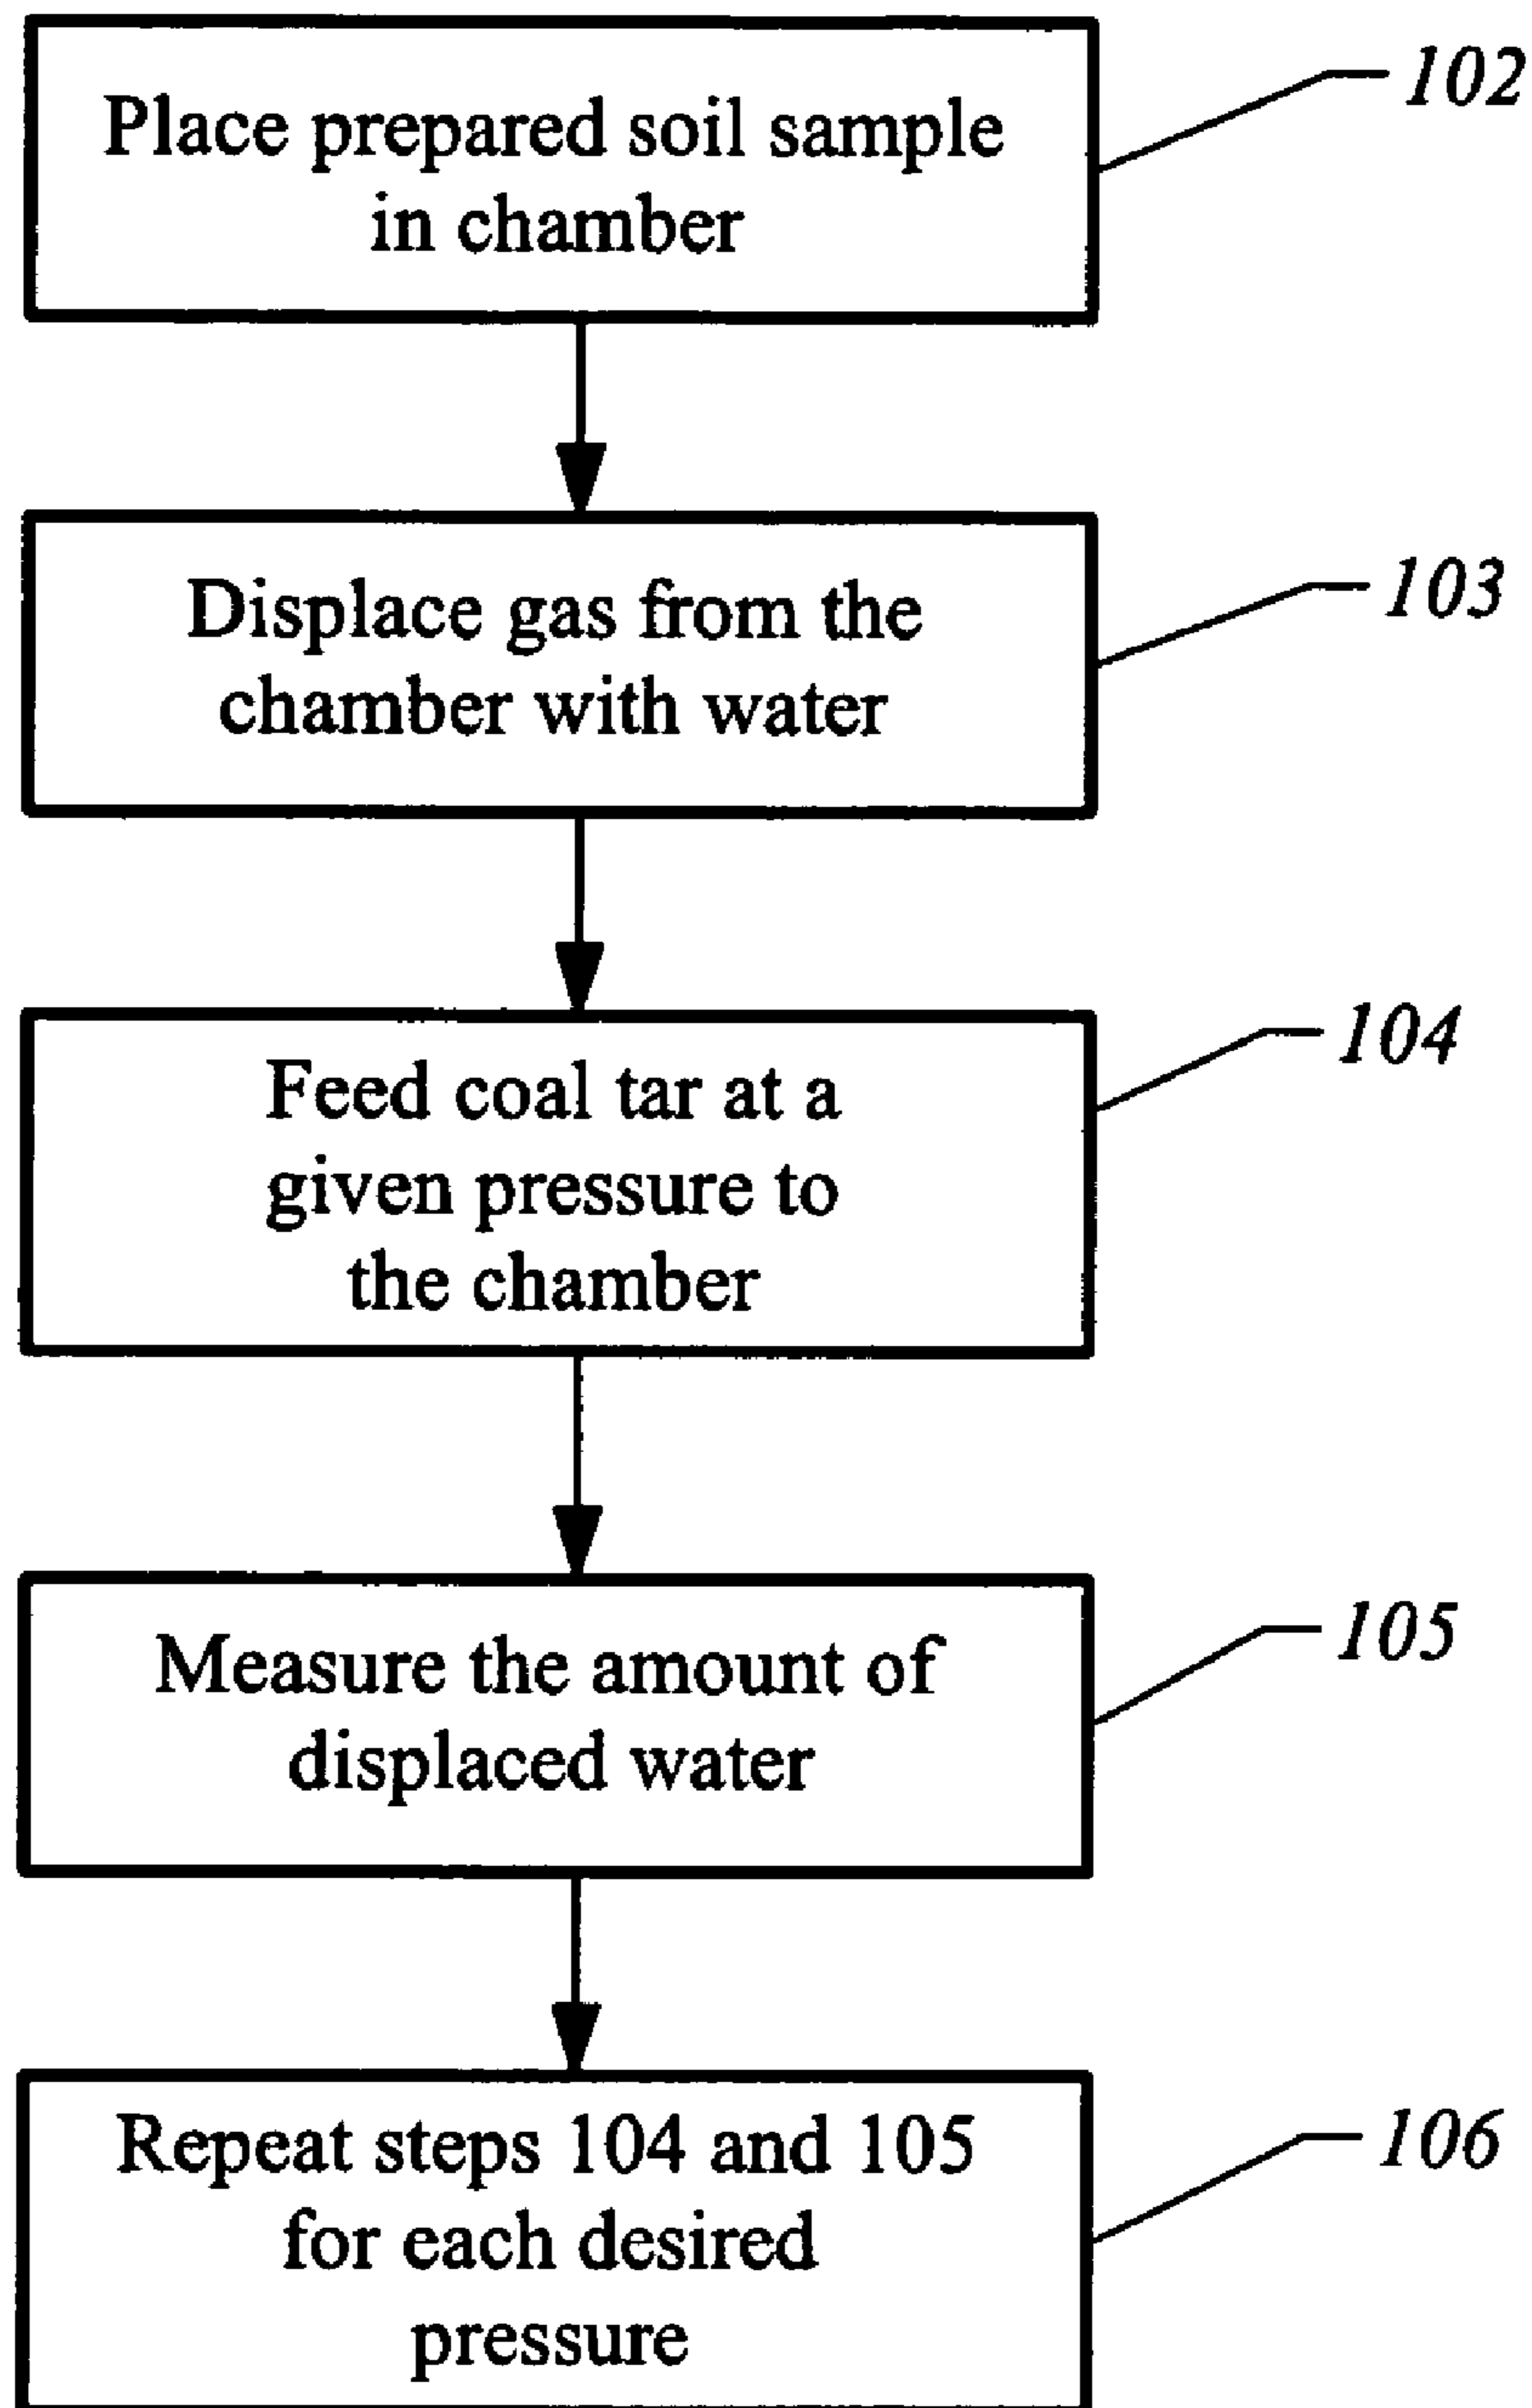 Place prepared soil sample
in chamber
102
Displace gas from the
chamber with water
103
Feed coal tar at a
given pressure to
the chamber
104
Measure the amount of
displaced water
105
Repeat steps 104 and 105
for each desired
pressure
106